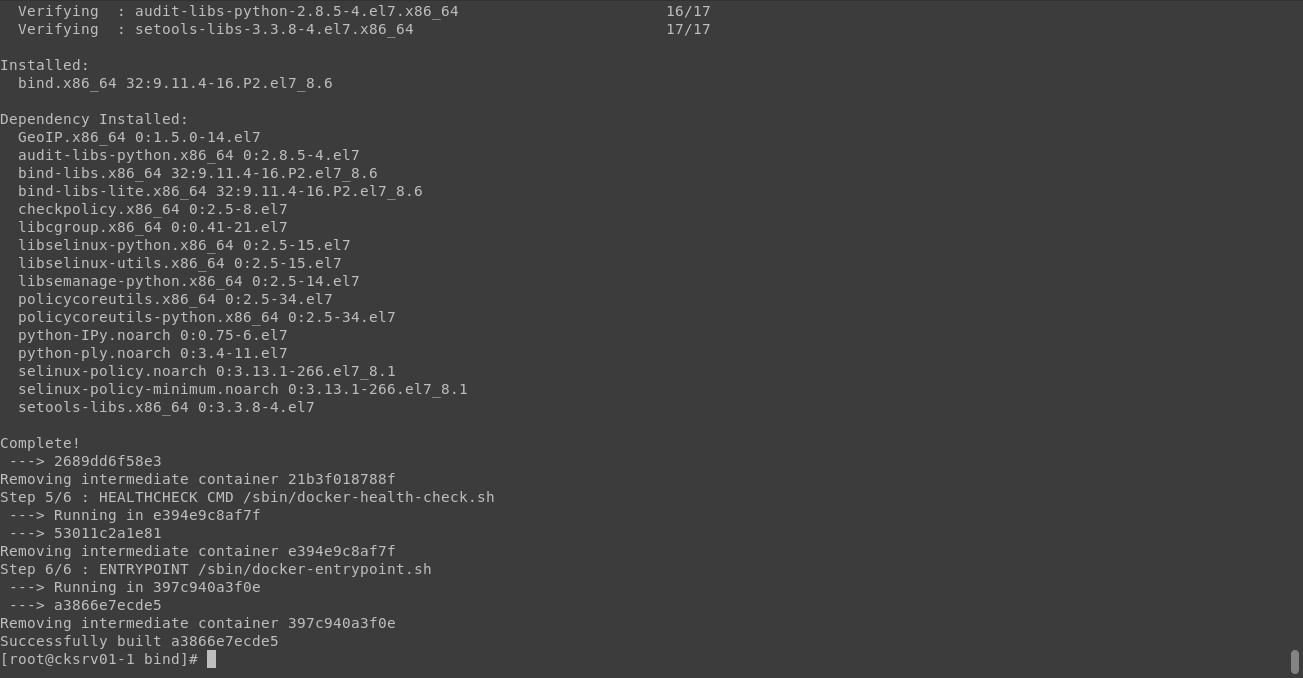 Verifying  : audit-libs-python-2.8.5-4.el7.x86_64                       16/17
Verifying  : setools-libs-3.3.8-4.el7.x86_64                            17/17
Installed:
bind.x86_64 32:9.11.4-16.P2.el7_8.6
Dependency Installed:
GeoIP.x86_64 0:1.5.0-14.el7
audit-libs-python.x86_64 0:2.8.5-4.el7
bind-libs.x86_64 32:9.11.4-16.P2.el7_8.6
bind-libs-lite.x86_64 32:9.11.4-16.P2.el7_8.6
checkpolicy.x86_64 0:2.5-8.el7
libcgroup.x86_64 0:0.41-21.el7
libselinux-python.x86_64 0:2.5-15.el7
libselinux-utils.x86_64 0:2.5-15.el7
libsemanage-python.x86_64 0:2.5-14.el7
policycoreutils.x86_64 0:2.5-34.el7
policycoreutils-python.x86_64 0:2.5-34.el7
python-IPy.noarch 0:0.75-6.el7
python-ply.noarch 0:3.4-11.el7
selinux-policy.noarch 0:3.13.1-266.el7_8.1
selinux-policy-minimum.noarch 0:3.13.1-266.el7_8.1
setools-libs.x86_64 0:3.3.8-4.el7
Complete!
---> 2689dd6f58e3
Removing intermediate container 21b3f018788f
Step 5/6 : HEALTHCHECK CMD /sbin/docker-health-check.sh
---> Running in e394e9c8af7f
---> 53011c2a1e81
Removing intermediate container e394e9c8af7f
Step 6/6 : ENTRYPOINT /sbin/docker-entrypoint.sh
---> Running in 397c940a3f0e
---> a3866e7ecde5
Removing intermediate container 397c940a3f0e
Successfully built a3866e7ecde5
[root@cksrv01-1 bind]#